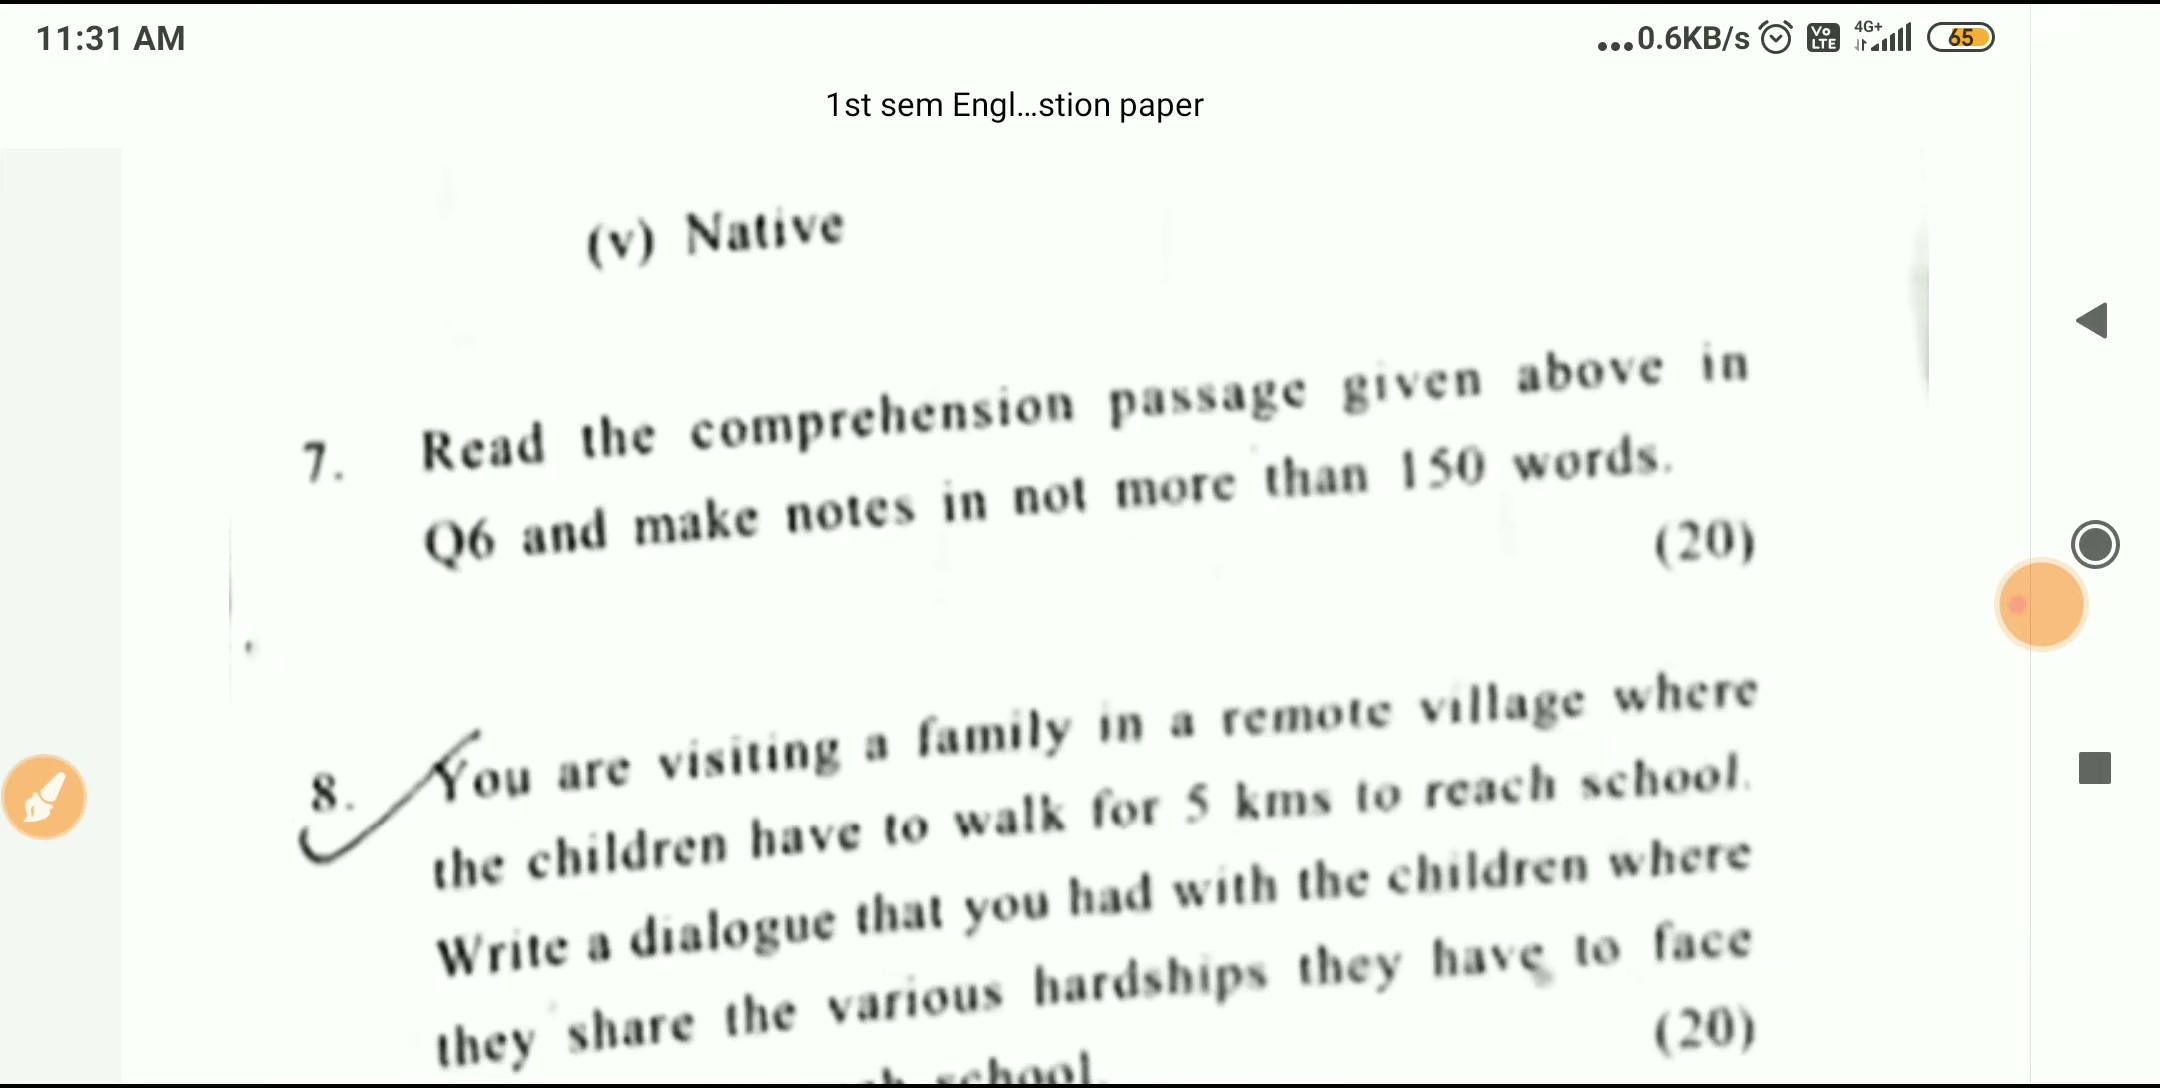 11:31 AM
...0.6KB/s Vo LTE 4G+ 65
1st sem Engl...stion paper
(v) Native
7. Read the comprehension passage given above in
Q6 and make notes in not more than 150 words.
(20)
8. You are visiting a family in a remote village where
the children have to walk for 5 kms to reach school.
Write a dialogue that you had with the children where
they share the various hardships they have to face
(20)
school.